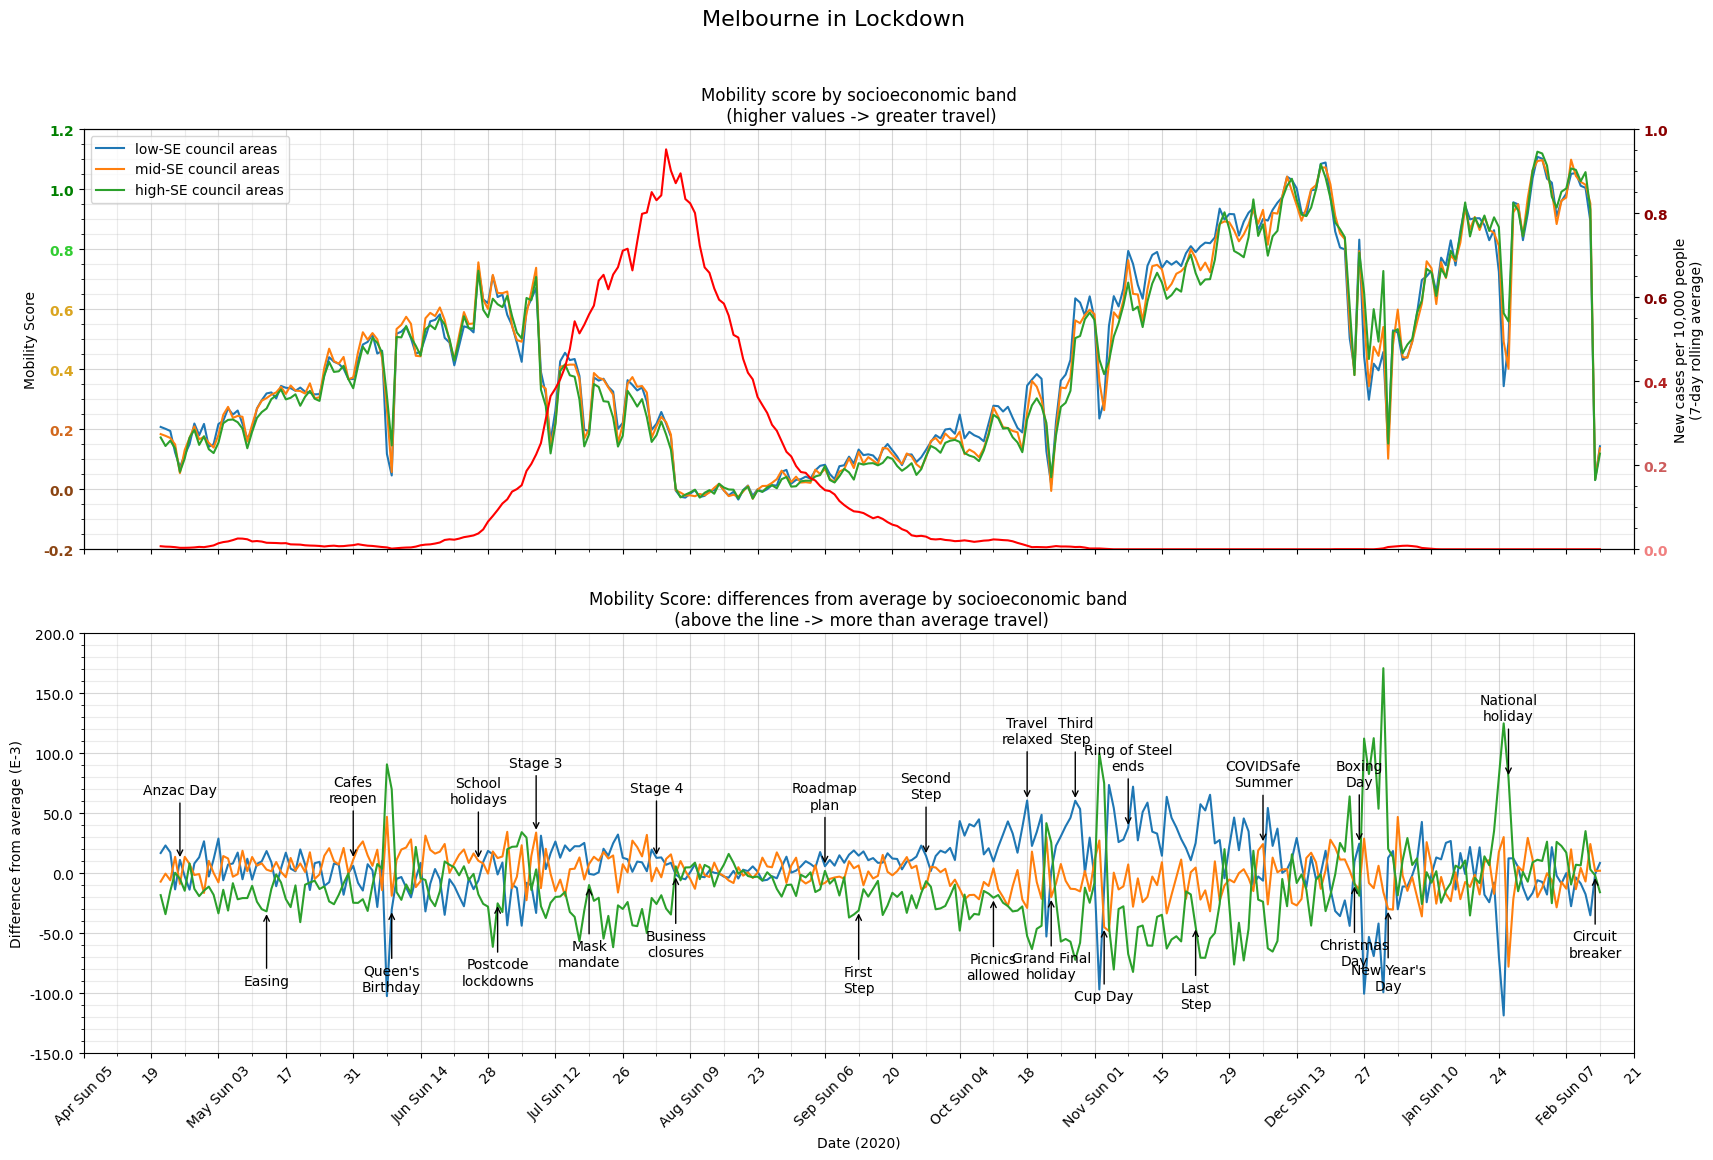 Melbourne in Lockdown
Mobility score by socioeconomic band
(higher values -> greater travel)
low-SE council areas
mid-SE council areas
high-SE council areas
1.2
1.0
0.8
0.6
0.4
0.2
0.0
-0.2
Mobility Score
1.0
0.8
0.6
0.4
0.2
0.0
New cases per 10,000 people
(7-day rolling average)
Mobility Score: differences from average by socioeconomic band
(above the line -> more than average travel)
200.0
150.0
100.0
50.0
0.0
-50.0
-100.0
-150.0
Difference from average (E-3)
Anzac Day
Easing
Cafes
reopen
Queen's
Birthday
School
holidays
Postcode
lockdowns
Stage 3
Mask
mandate
Stage 4
Business
closures
Roadmap
plan
First
Step
Second
Step
Picnics
allowed
Travel
relaxed
Grand Final
holiday
Third
Step
Cup Day
Ring of Steel
ends
Last
Step
COVIDSafe
Summer
Christmas
Day
Boxing
Day
New Year's
Day
National
holiday
Circuit
breaker
Apr Sun 05
19
May Sun 03
17
31
Jun Sun 14
28
Jul Sun 12
26
Aug Sun 09
23
Sep Sun 06
20
Oct Sun 04
18
Nov Sun 01
15
29
Dec Sun 13
27
Jan Sun 10
24
Feb Sun 07
21
Date (2020)